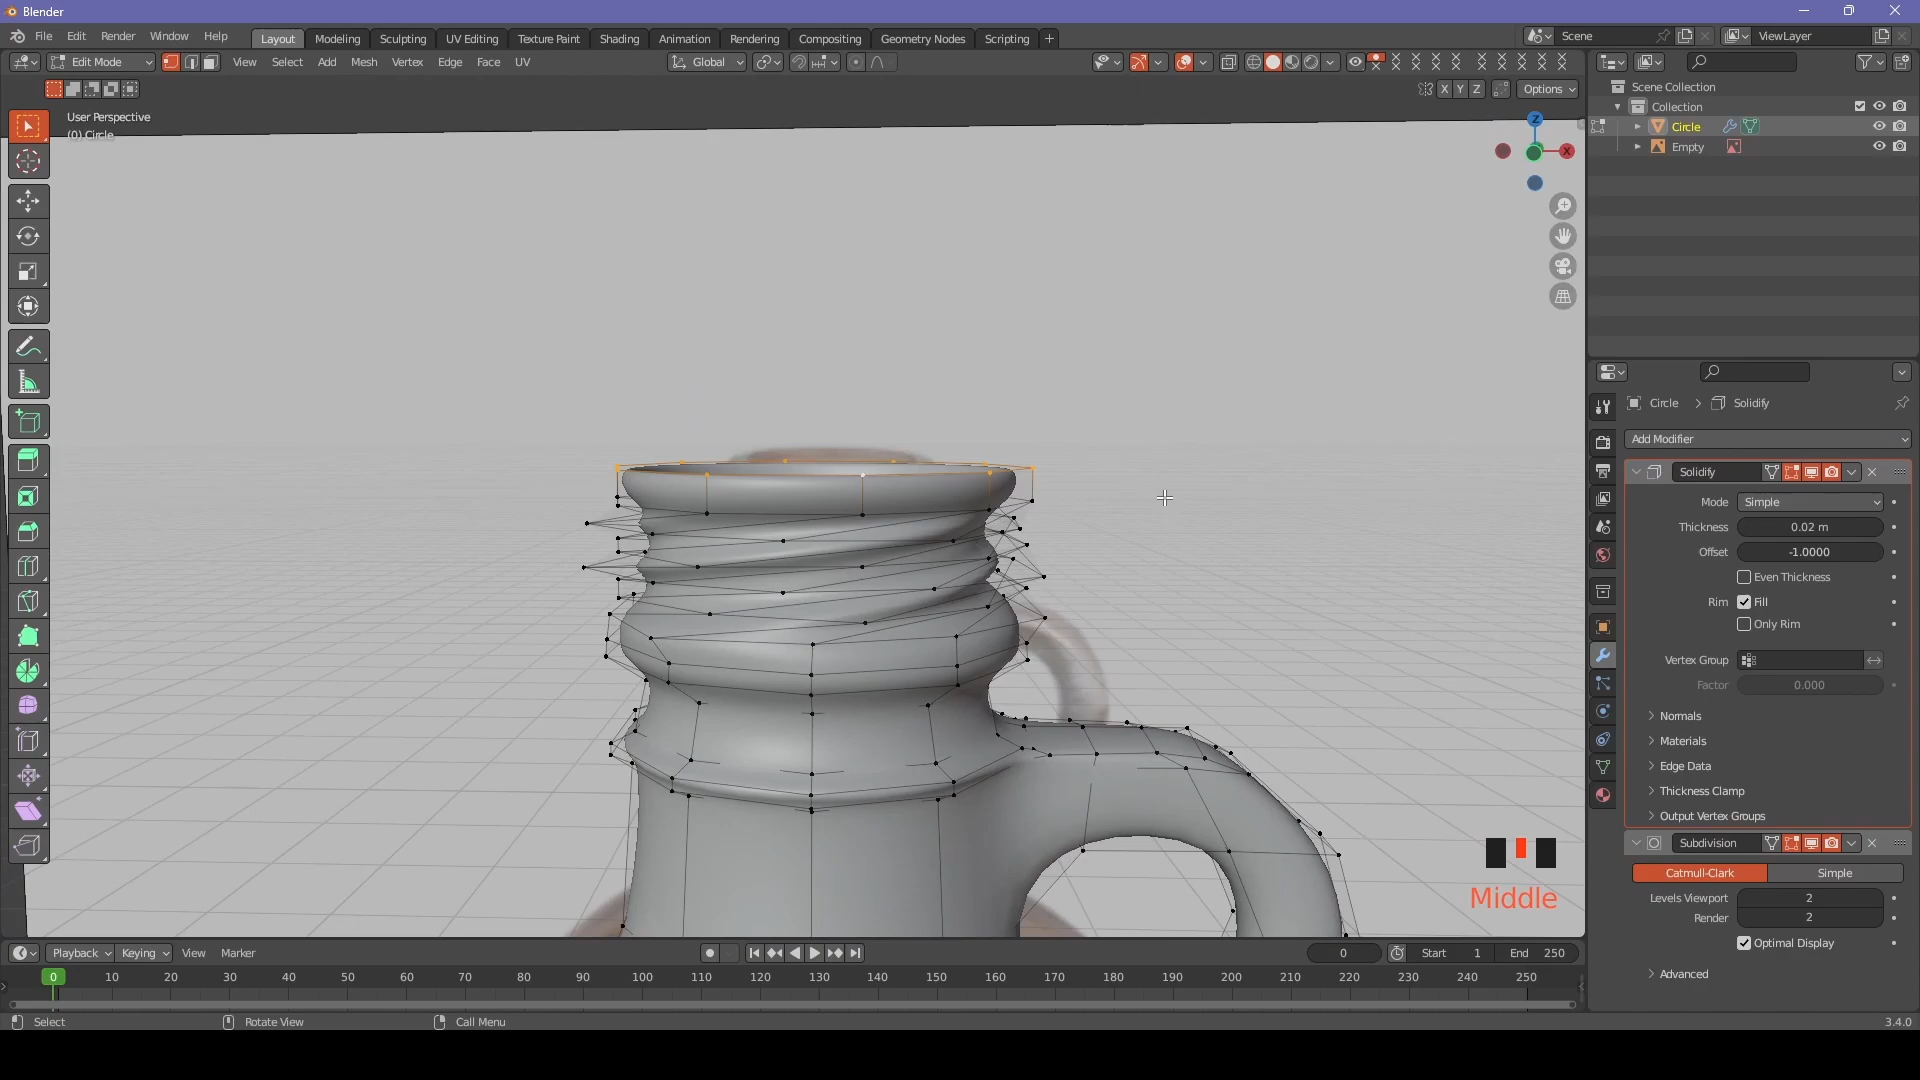 Blender
File Edit Render Window Help
Layout Modeling Sculpting UV Editing Texture Paint Shading Animation Rendering Compositing Geometry Nodes Scripting +
Scene
ViewLayer
Edit Mode
View Select Add Mesh Vertex Edge Face UV
Global
X Y Z
Options
User Perspective
(0) Circle
Z
X
Scene Collection
Collection
Circle
Empty
Circle > Solidify
Add Modifier
Solidify
Mode Simple
Thickness 0.02 m
Offset -1.0000
Even Thickness
Rim Fill
Only Rim
Vertex Group
Factor 0.000
Normals
Materials
Edge Data
Thickness Clamp
Output Vertex Groups
Subdivision
Catmull-Clark Simple
Levels Viewport 2
Render 2
Optimal Display
Advanced
Middle
Playback Keying View Marker
0
Start 1
End 250
0 10 20 30 40 50 60 70 80 90 100 110 120 130 140 150 160 170 180 190 200 210 220 230 240 250
Select
Rotate View
Call Menu
3.4.0